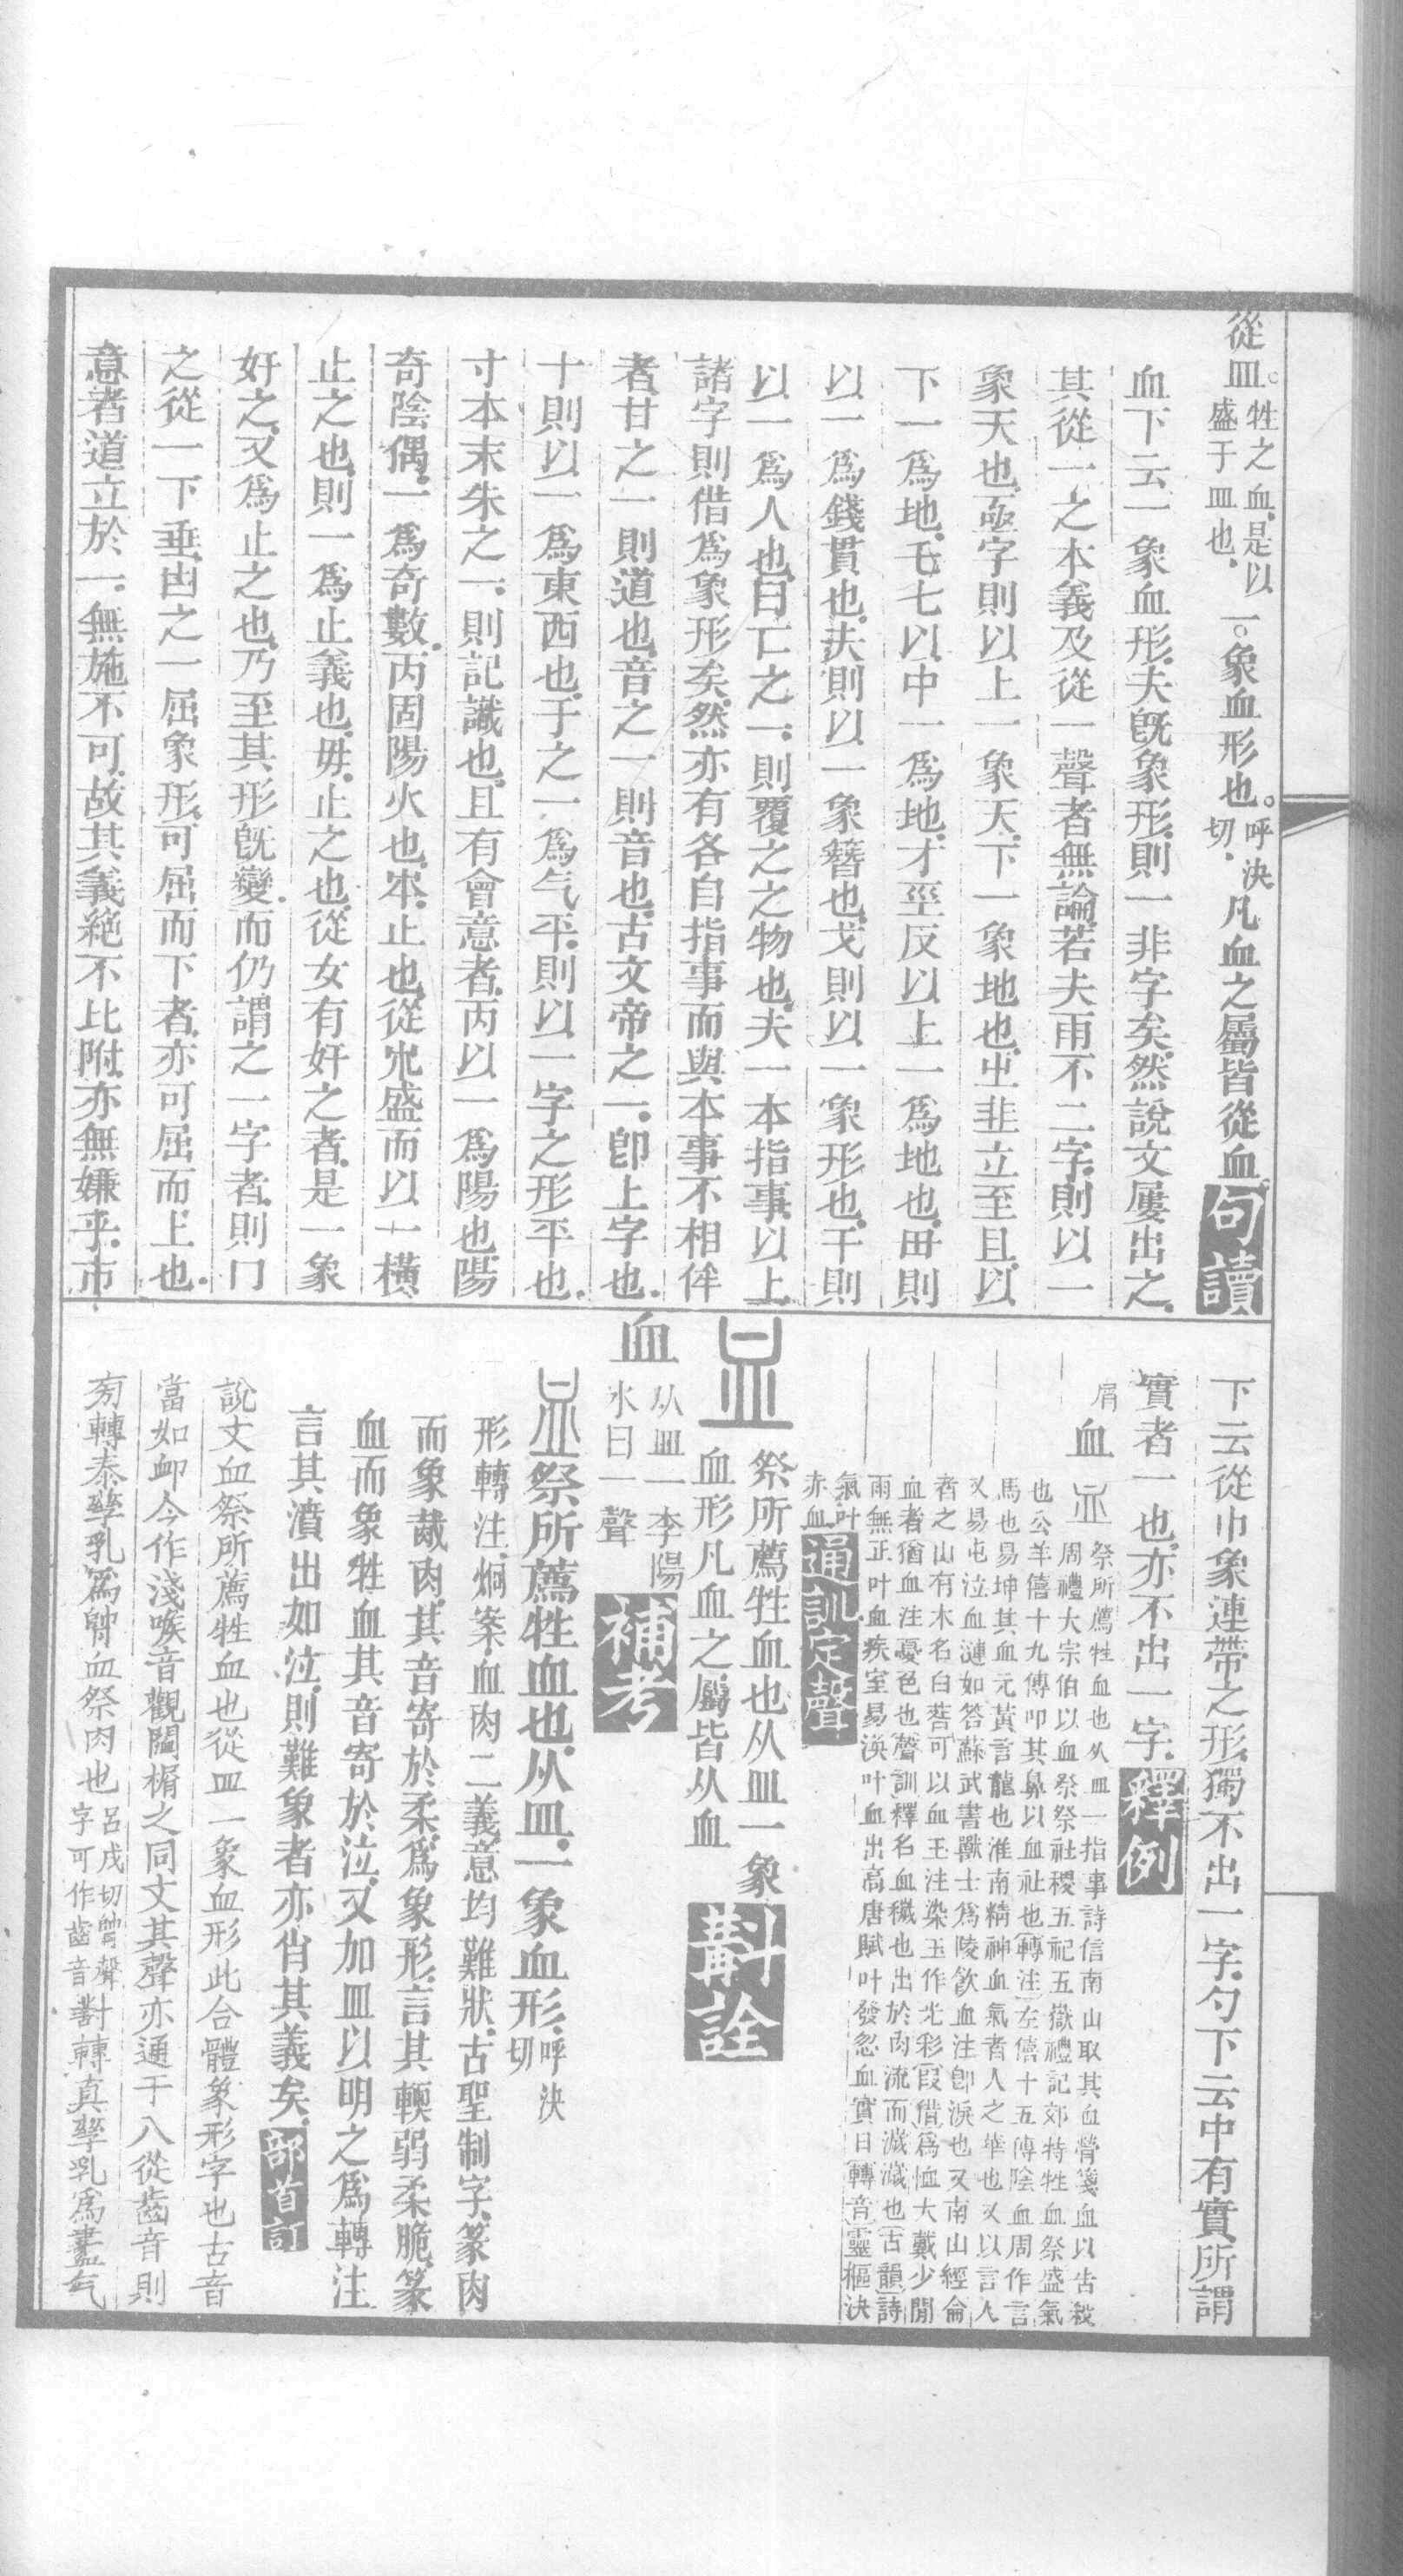 從皿。牲之血,是以盛于皿也,一。象血形也。呼決切,凡血之屬皆從血。句讀
血下云一象血形,夫旣象形,則一非字矣,然說文屢出之,
其從一之本義及從一聲者無論,若夫雨不二字,則以一
象天也,亟字則以上一象天,下一象地也,㞢韭立至且,以
下一爲地,乇七以中一爲地,才坙反以上一爲地也,毌則
以一爲錢貫也,夫則以一象簪也,戈則以一象形也,干則
以一爲人也,曰亡之一,則覆之之物也,夫一本指事,以上
諸字則借爲象形矣,然亦有各自指事而與本事不相侔
者,甘之一則道也,音之一則音也,古文帝之一,卽上字也,
十則以一爲東西也,于之一爲气平,則以一字之形平也,
寸本末朱之一,則記識也,且有會意者,丙以一爲陽也,陽
奇陰偶,一爲奇數,丙固陽火也,𣎵,止也,從𣎵盛而以一橫
止之也,則一爲止義也,毋,止之也,從女有奸之者,是一象
奸之,又爲止之也,乃至其形旣變,而仍謂之一字者,則冂
之從一下垂,凷之一屈象形,可屈而下者,亦可屈而上也,
意者道立於一,無施不可,故其義絕不比附,亦無嫌乎,巿
下云從巾象連帶之形,獨不出一字,勺下云中有實,所謂
實者一也,亦不出一字,釋例
屑 血 祭所薦牲血也从皿一指事詩信南山取其血膋箋血以告殺
周禮大宗伯以血祭祭社稷五祀五嶽禮記郊特牲血祭盛氣
也公羊僖十九傳叩其鼻以血社也轉注左僖十五傳陰血周作言
馬也易坤其血元黃言龍也淮南精神血氣者人之華也又以言人
又易屯泣血漣如答蘇武書戰士爲陵飲血注卽淚也又南山經侖
者之山有木名白䓘可以血玉注染玉作光彩假借爲恤大戴少閒
血者猶血注憂色也聲訓釋名血濊也出於肉流而濊濊也古韻詩
雨無正叶血疾室易渙叶血出高唐賦叶發忽血實日轉音靈樞決
氣叶赤血 通訓定聲
祭所薦牲血也从皿一象
血形凡血之屬皆从血 斠詮
血 从皿一李陽冰曰一聲 補考
祭所薦牲血也,从皿,一象血形,呼決切
形轉注,炯案血肉二義,意均難狀,古聖制字,篆肉
而象胾肉,其音寄於柔,爲象形,言其輭弱柔脆,篆
血而象牲血其音寄於泣,又加皿以明之爲轉注
言其濆出如泣,則難象者亦肖其義矣,部首訂
說文血祭所薦牲血也從皿一象血形此合體象形字也古音
當如卹今作淺喉音觀闃楣之同文其聲亦通于八從齒音則
㫄轉泰孳乳爲膟血祭肉也呂戌切膟聲字可作齒音對轉真孳乳爲衋气